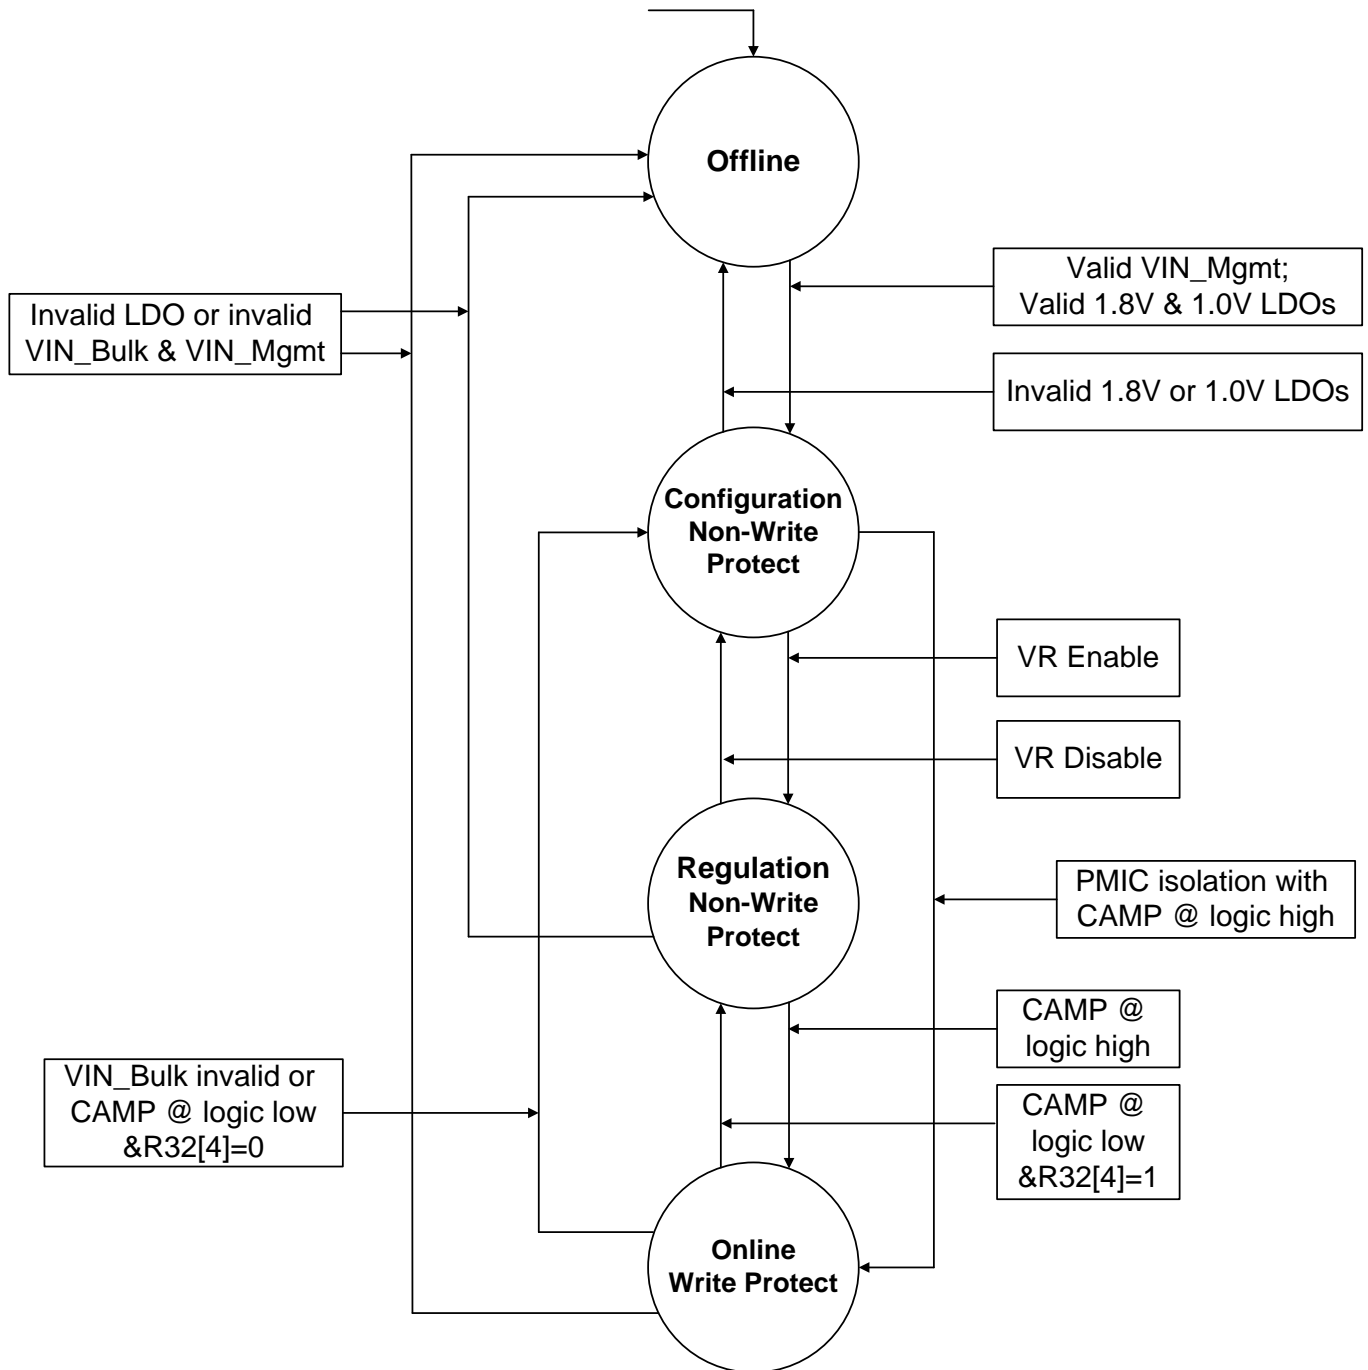 Offline
Valid VIN_Mgmt;
Valid 1.8V & 1.0V LDOs
Invalid LDO or invalid
VIN_Bulk & VIN_Mgmt
Invalid 1.8V or 1.0V LDOs
Configuration
Non-Write
Protect
VR Enable
VR Disable
Regulation
Non-Write
Protect
PMIC isolation with
CAMP @ logic high
CAMP @
logic high
VIN_Bulk invalid or
CAMP @ logic low
&R32[4]=0
CAMP @
logic low
&R32[4]=1
Online
Write Protect